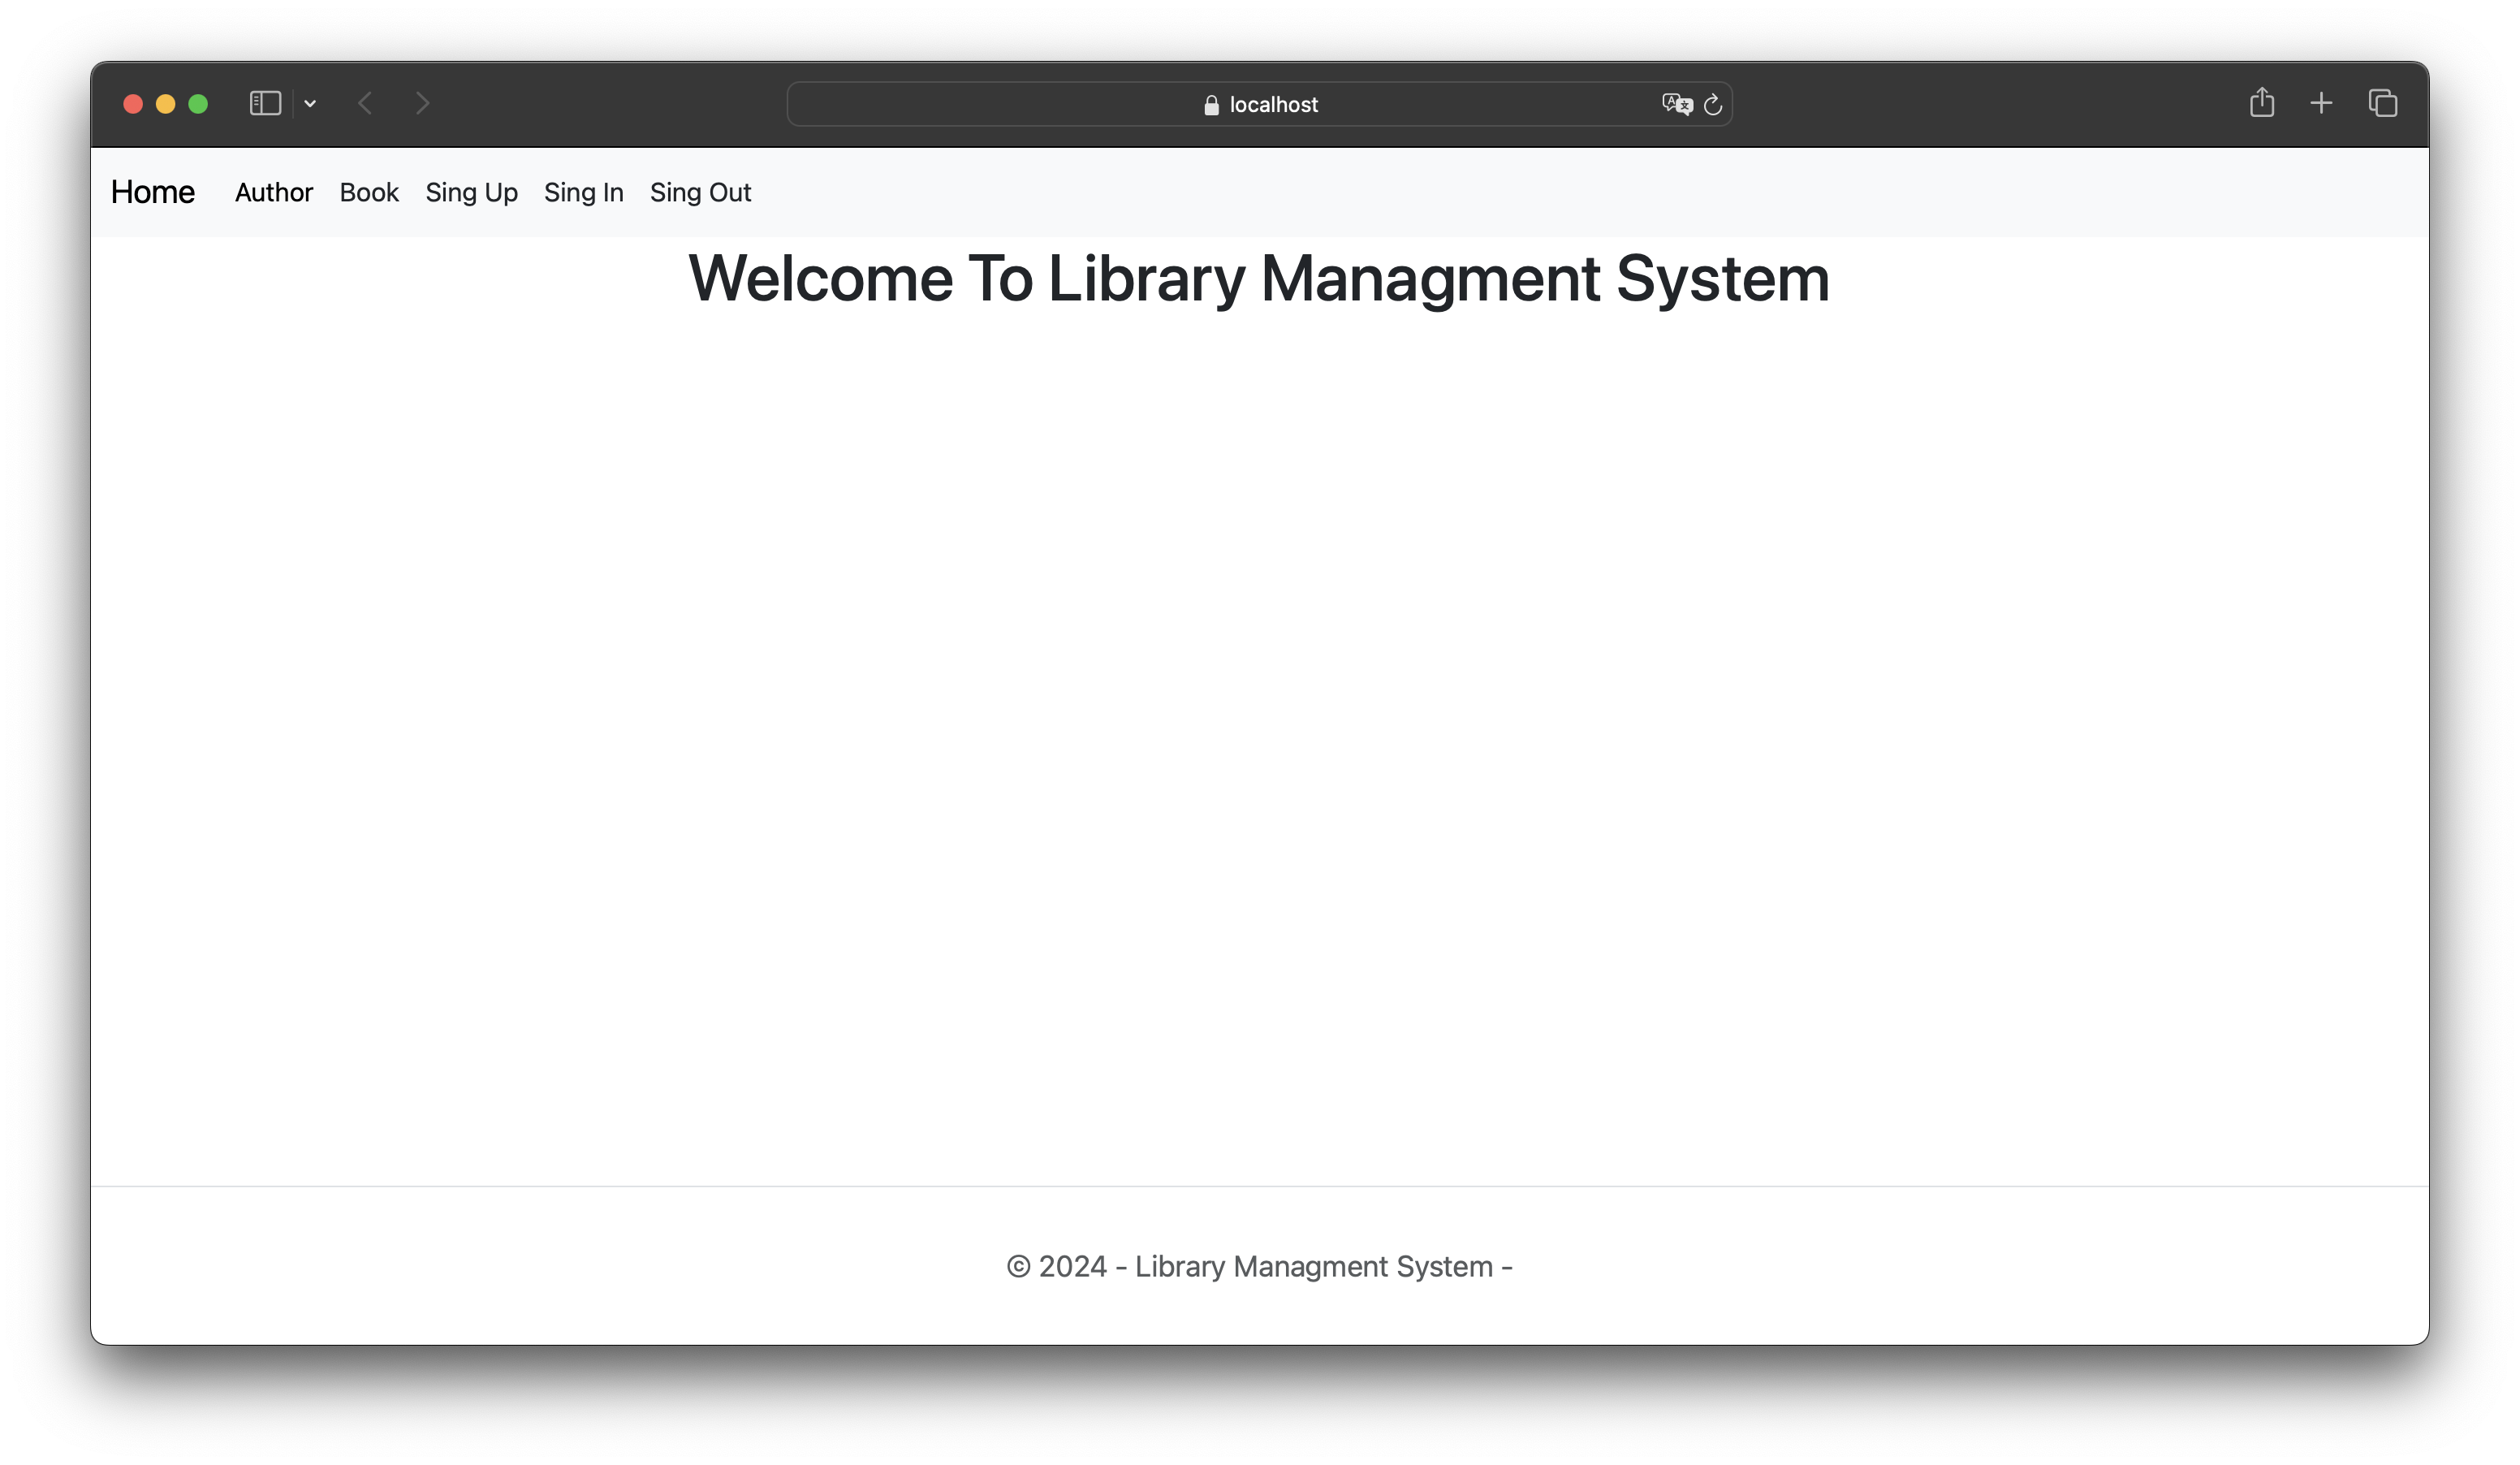 localhost
Home Author Book Sing Up Sing In Sing Out
Welcome To Library Managment System
© 2024 - Library Managment System -